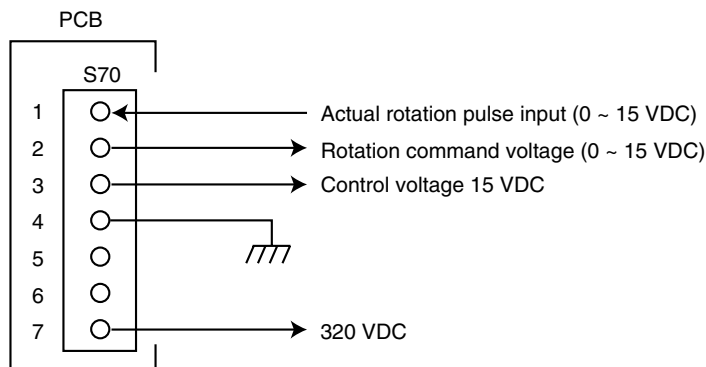 PCB
S70
1 Actual rotation pulse input (0 ~ 15 VDC)
2 Rotation command voltage (0 ~ 15 VDC)
3 Control voltage 15 VDC
4
5
6
7 320 VDC